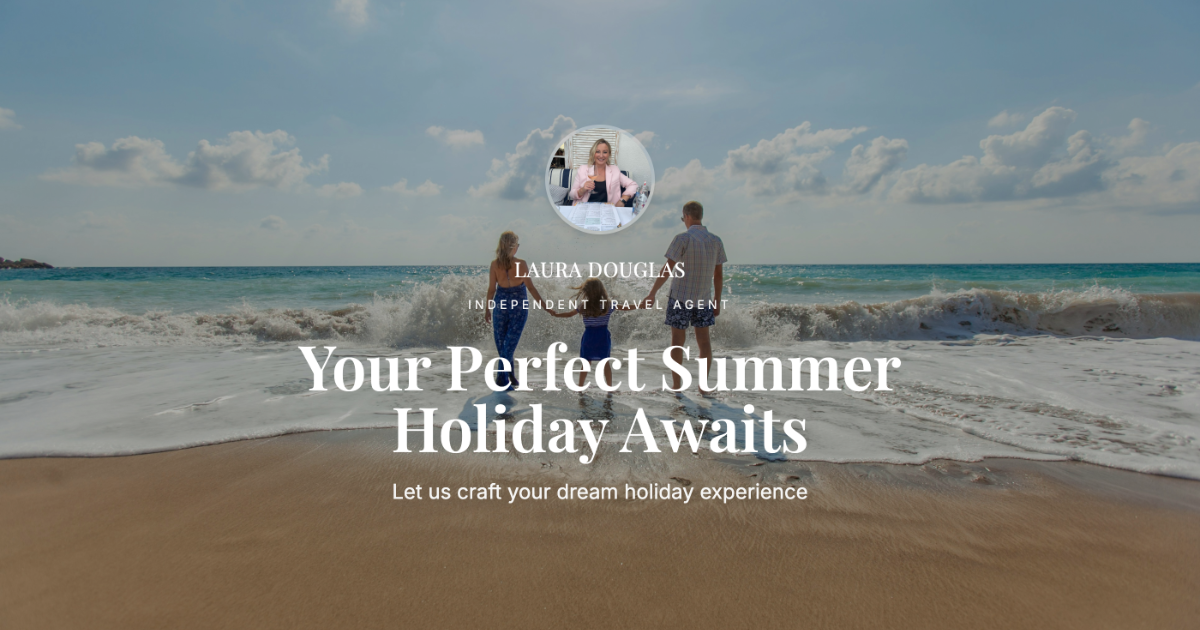 LAURA DOUGLAS
INDEPENDENT TRAVEL AGENT
Your Perfect Summer
Holiday Awaits
Let us craft your dream holiday experience